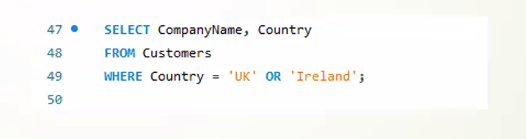 47 SELECT CompanyName, Country
48 FROM Customers
49 WHERE Country = 'UK' OR 'Ireland';
50